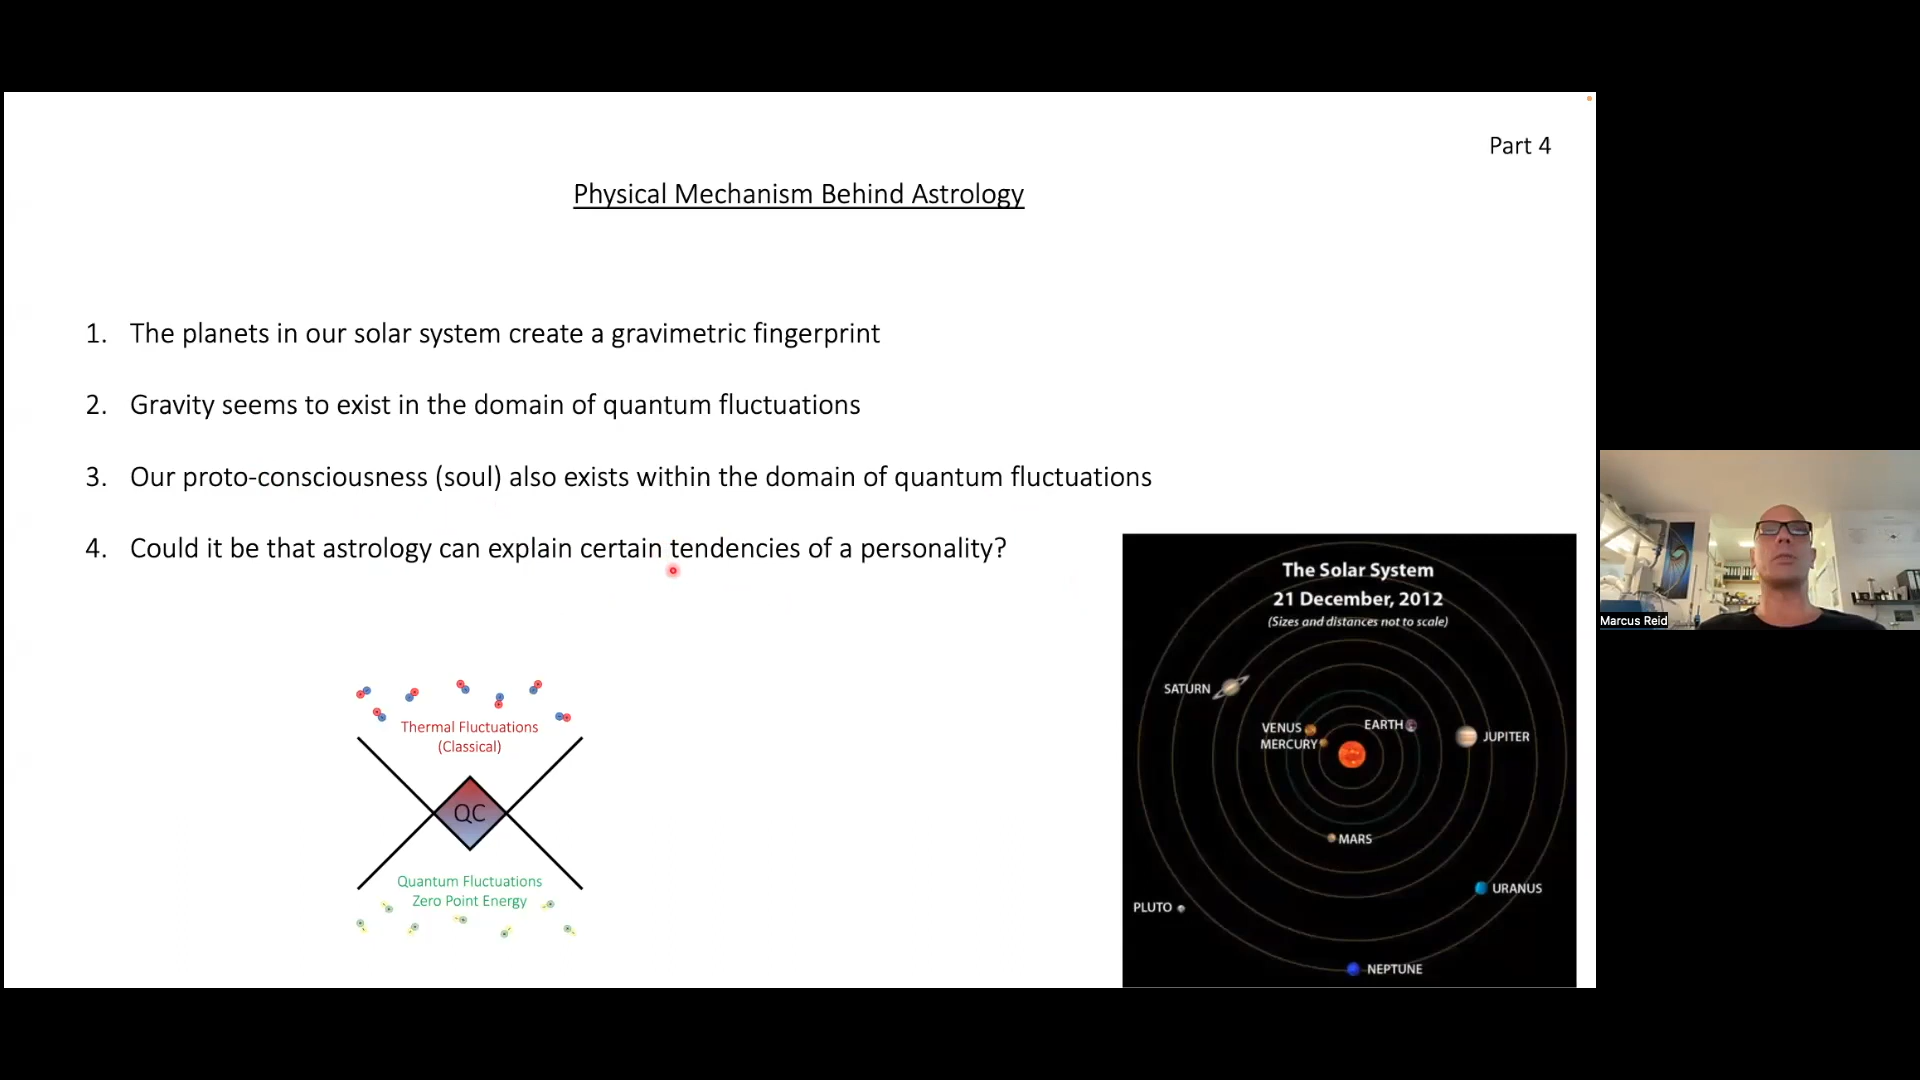 Part 4
Physical Mechanism Behind Astrology
1. The planets in our solar system create a gravimetric fingerprint
2. Gravity seems to exist in the domain of quantum fluctuations
3. Our proto-consciousness (soul) also exists within the domain of quantum fluctuations
4. Could it be that astrology can explain certain tendencies of a personality?
Thermal Fluctuations
(Classical)
QC
Quantum Fluctuations
Zero Point Energy
The Solar System
21 December, 2012
(Sizes and distances not to scale)
SATURN
VENUS
EARTH
MERCURY
JUPITER
MARS
URANUS
PLUTO
NEPTUNE
Marcus Reid